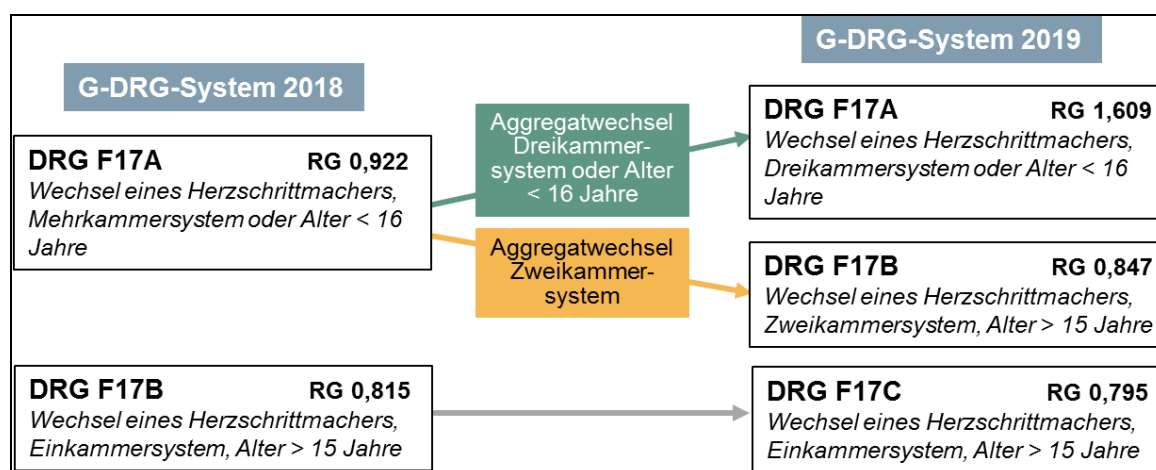 G-DRG-System 2018
DRG F17A RG 0,922
Wechsel eines Herzschrittmachers,
Mehrkammersystem oder Alter < 16
Jahre
DRG F17B RG 0,815
Wechsel eines Herzschrittmachers,
Einkammersystem, Alter > 15 Jahre
Aggregatwechsel
Dreikammer-
system oder Alter
< 16 Jahre
Aggregatwechsel
Zweikammer-
system
G-DRG-System 2019
DRG F17A RG 1,609
Wechsel eines Herzschrittmachers,
Dreikammersystem oder Alter < 16
Jahre
DRG F17B RG 0,847
Wechsel eines Herzschrittmachers,
Zweikammersystem, Alter > 15 Jahre
DRG F17C RG 0,795
Wechsel eines Herzschrittmachers,
Einkammersystem, Alter > 15 Jahre